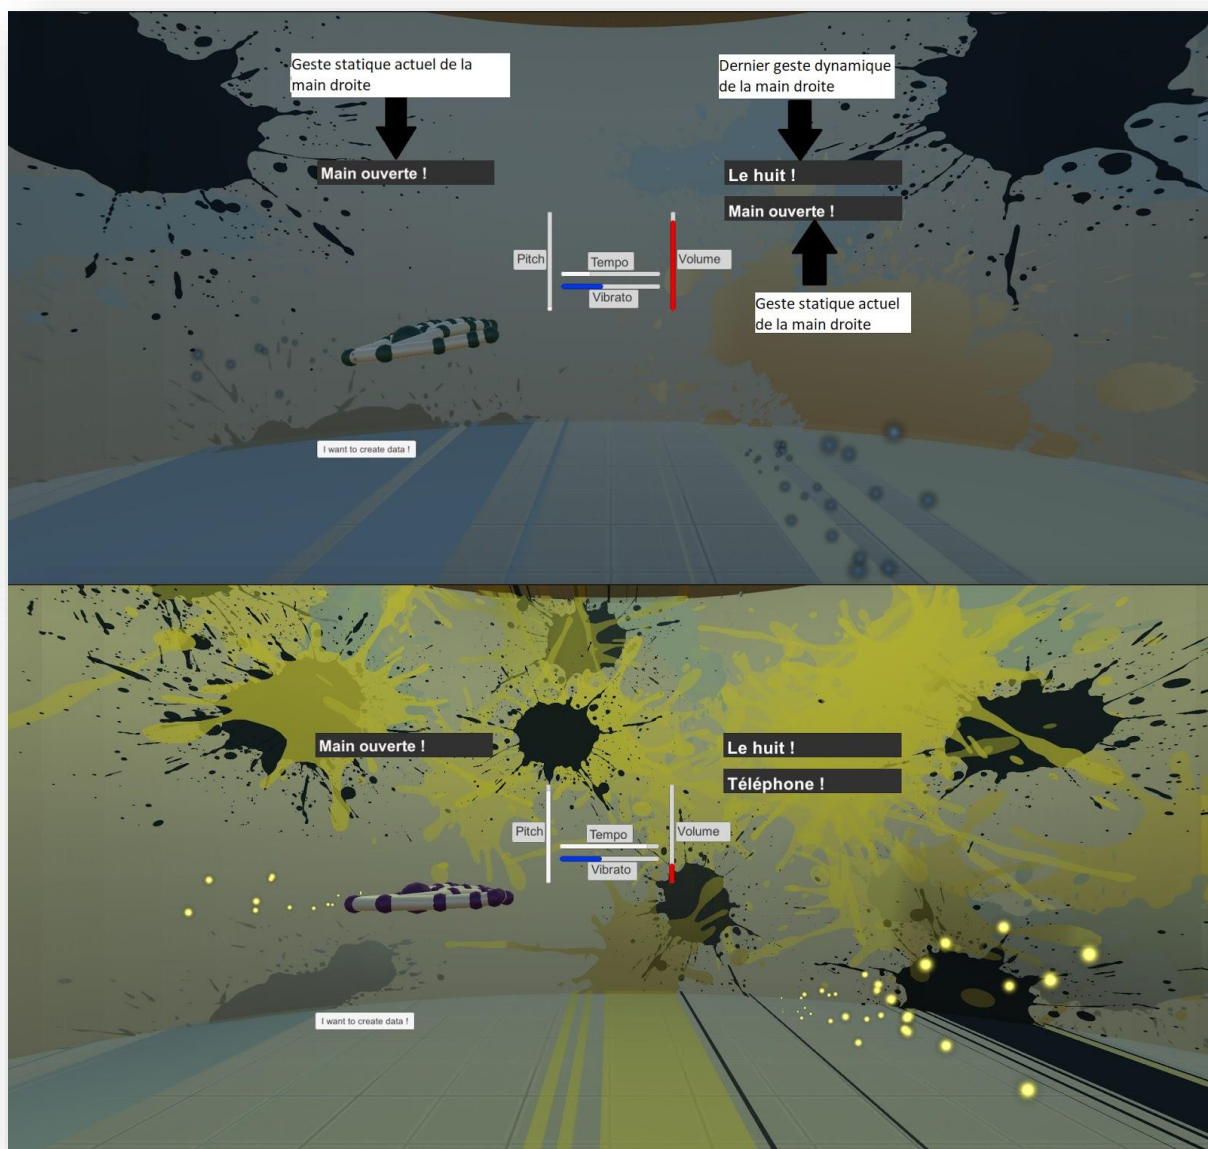 Geste statique actuel de la
main droite
Dernier geste dynamique
de la main droite
Main ouverte !
Le huit !
Main ouverte !
Pitch
Tempo
Volume
Vibrato
Geste statique actuel
de la main droite
I want to create data !
Main ouverte !
Le huit !
Téléphone !
Pitch
Tempo
Volume
Vibrato
I want to create data !